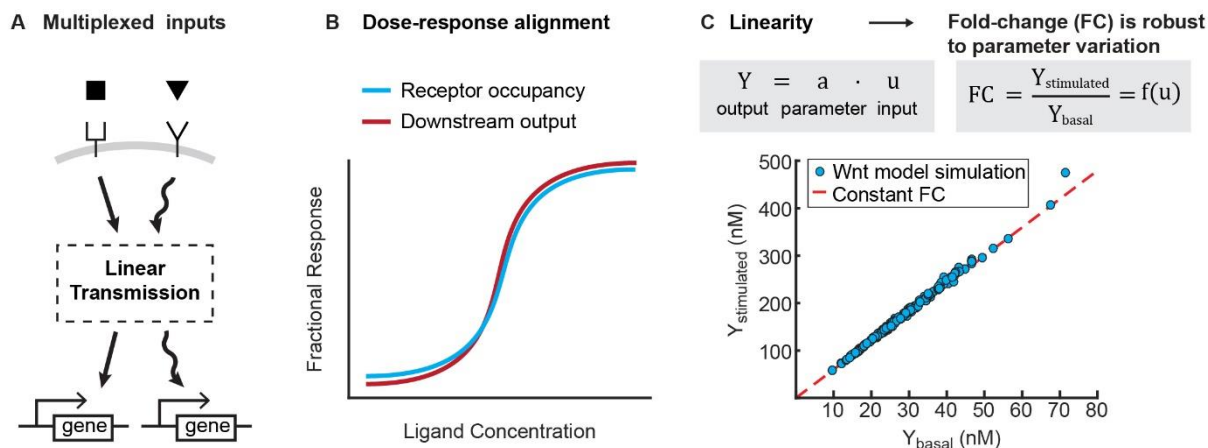 A Multiplexed inputs
Linear
Transmission
gene
gene
B Dose-response alignment
Receptor occupancy
Downstream output
Fractional Response
Ligand Concentration
C Linearity → Fold-change (FC) is robust
to parameter variation
Y = a · u
output parameter input
FC = Y_stimulated / Y_basal = f(u)
Wnt model simulation
Constant FC
Y_stimulated (nM)
500
400
300
200
100
10 20 30 40 50 60 70 80
Y_basal (nM)